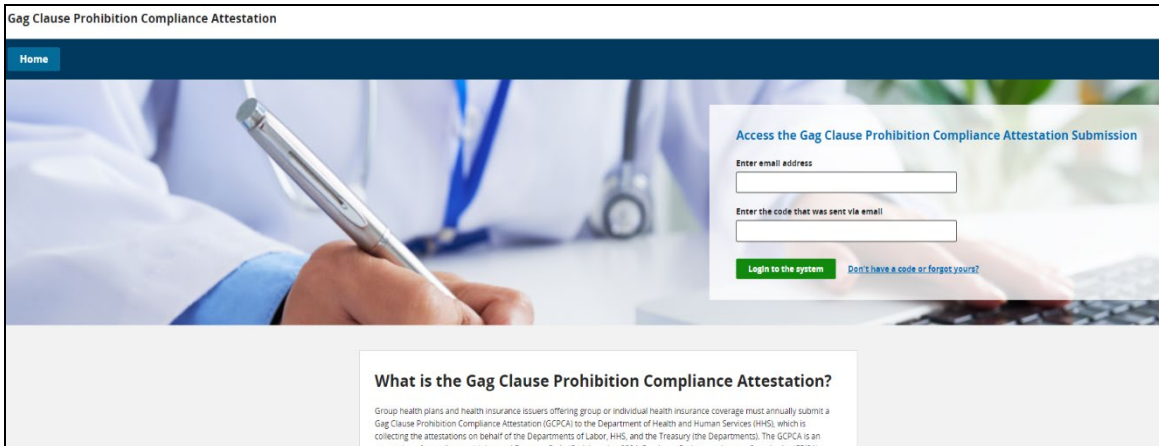 Gag Clause Prohibition Compliance Attestation
Home
Access the Gag Clause Prohibition Compliance Attestation Submission
Enter email address
Enter the code that was sent via email
Login to the system
Don't have a code or forgot yours?
What is the Gag Clause Prohibition Compliance Attestation?
Group health plans and health insurance issuers offering group or individual health insurance coverage must annually submit a
Gag Clause Prohibition Compliance Attestation (GCPCA) to the Department of Health and Human Services (HHS), which is
collecting the attestations on behalf of the Departments of Labor, HHS, and the Treasury (the Departments). The GCPCA is an